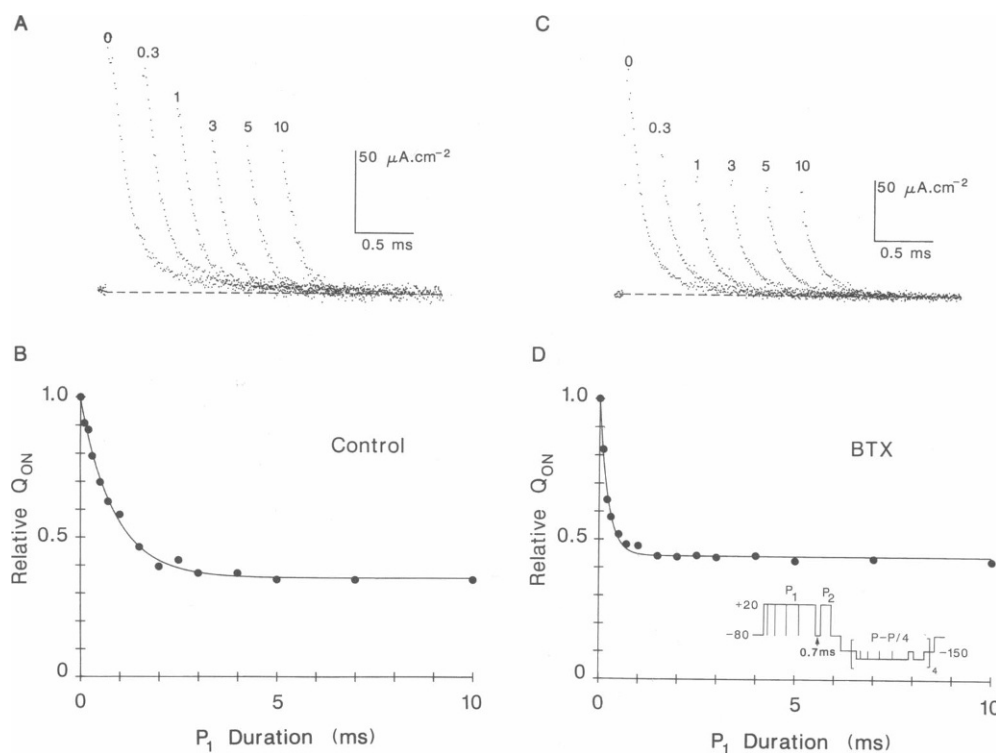 A
0
0.3
1
3
5
10
50 μA.cm⁻²
0.5 ms
C
0
0.3
1
3
5
10
50 μA.cm⁻²
0.5 ms
B
1.0
0.5
0
Relative Q_ON
Control
0
5
10
P₁ Duration (ms)
D
1.0
0.5
0
Relative Q_ON
BTX
P₁
P₂
+20
-80
0.7ms
P-P/4
-150
4
0
5
10
P₁ Duration (ms)